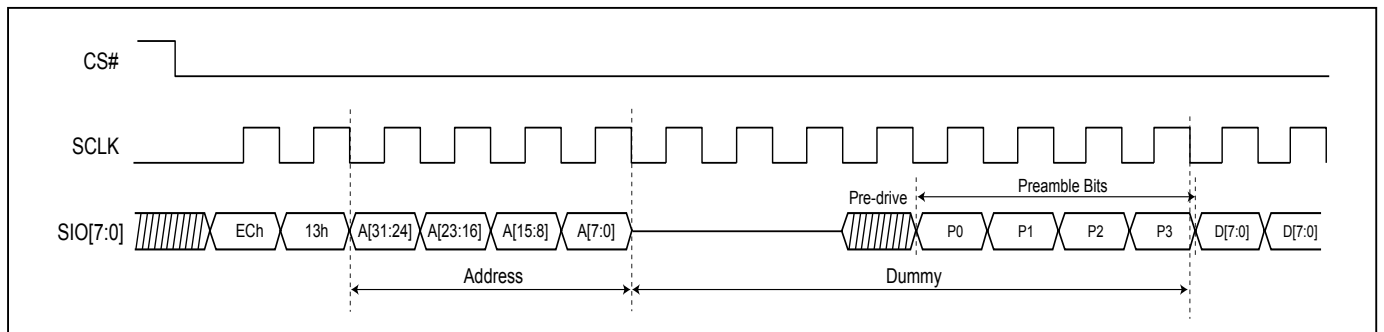 CS#
SCLK
Pre-drive Preamble Bits
SIO[7:0] ECh 13h A[31:24] A[23:16] A[15:8] A[7:0] P0 P1 P2 P3 D[7:0] D[7:0]
Address Dummy